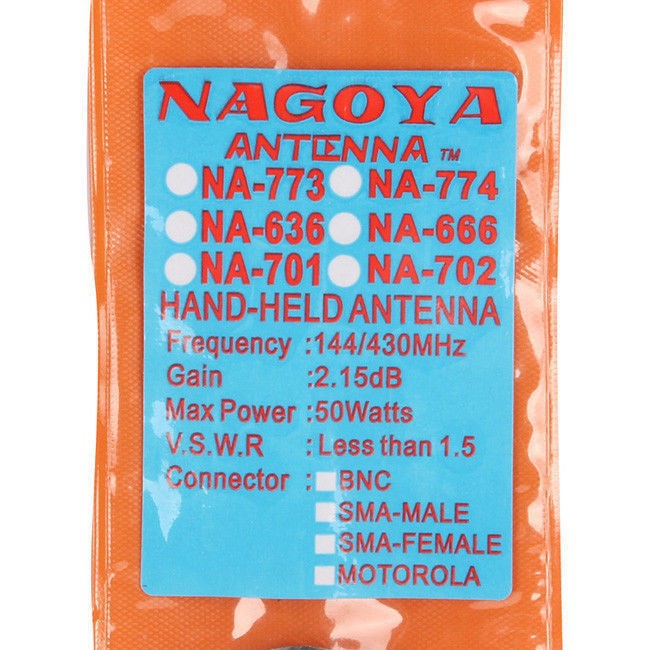 NAGOYA
ANTENNA TM
NA-773 NA-774
NA-636 NA-666
NA-701 NA-702
HAND-HELD ANTENNA
Frequency :144/430MHz
Gain :2.15dB
Max Power :50Watts
V.S.W.R : Less than 1.5
Connector : BNC
SMA-MALE
SMA-FEMALE
MOTOROLA